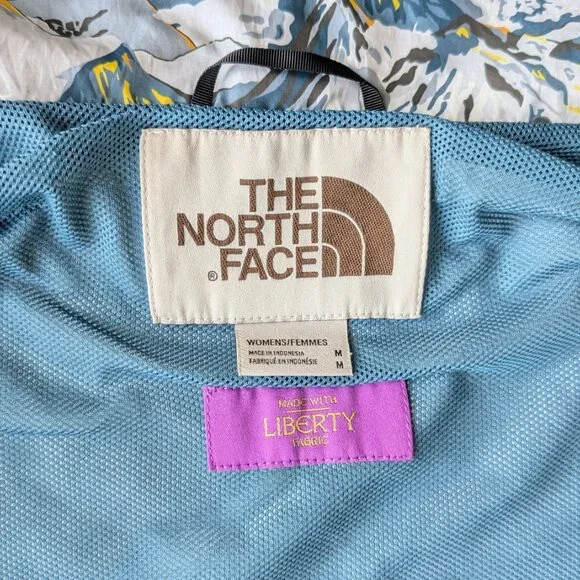 THE
NORTH
® FACE
WOMENS/FEMMES
MADE IN INDONESIA M
FABRIQUÉ EN INDONÉSIE M
MADE WITH
LIBERTY
FABRIC